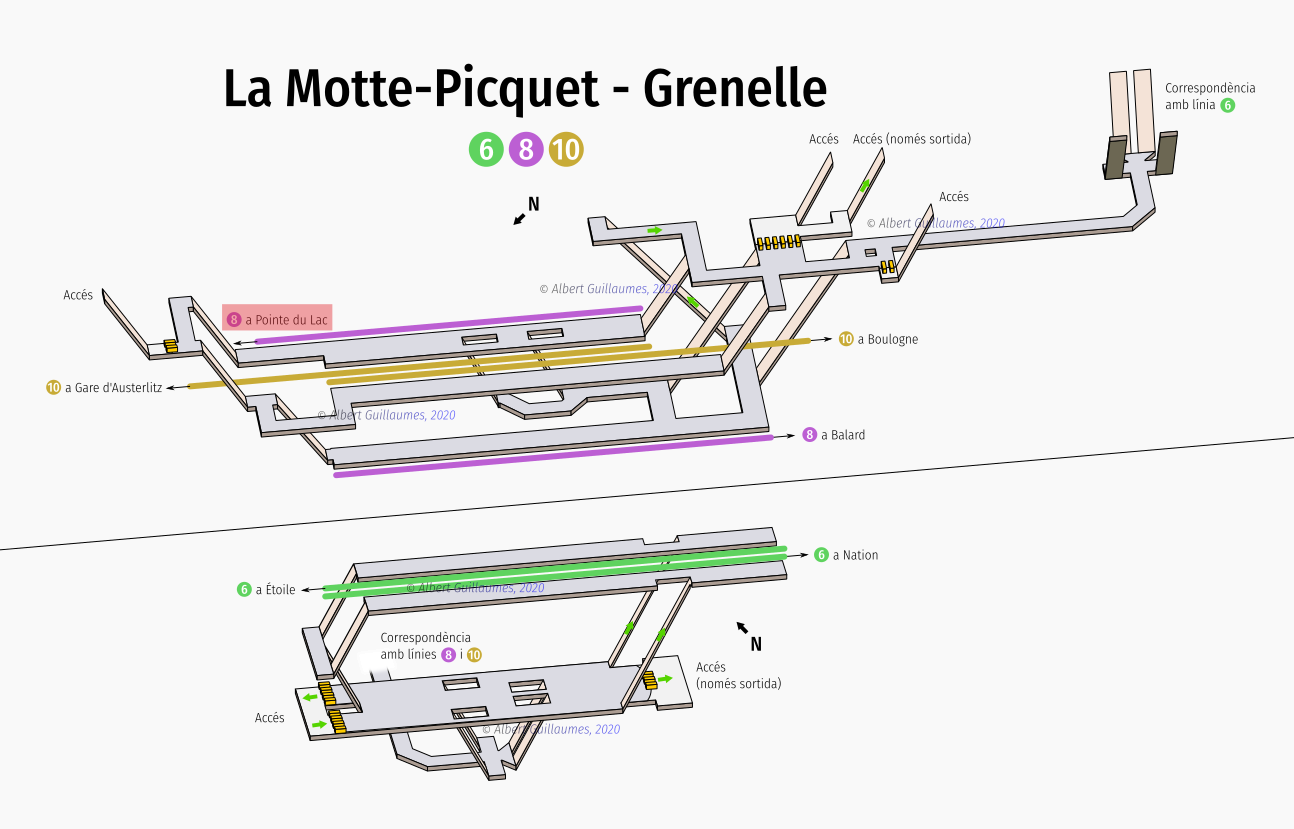 La Motte-Picquet - Grenelle
6 8 10
N
Accés
Accés (només sortida)
Correspondència
amb línia 6
Accés
© Albert Guillaumes, 2020
© Albert Guillaumes, 2020
Accés
8 a Pointe du Lac
10 a Boulogne
10 a Gare d'Austerlitz
© Albert Guillaumes, 2020
8 a Balard
6 a Nation
6 a Étoile
© Albert Guillaumes, 2020
Correspondència
amb línies 8 i 10
N
Accés
(només sortida)
Accés
© Albert Guillaumes, 2020